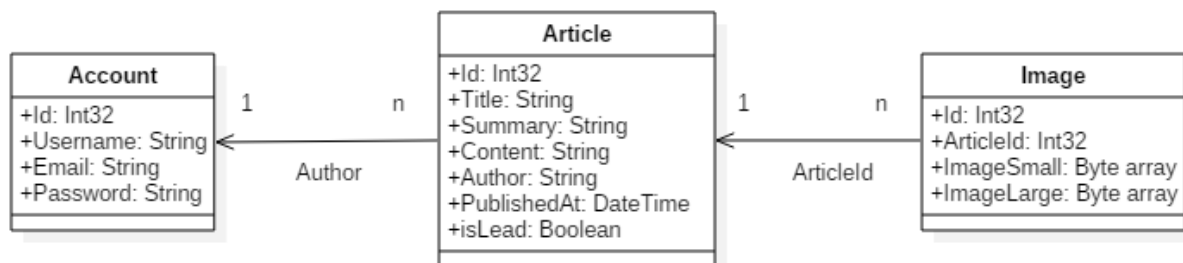 Account
+Id: Int32
+Username: String
+Email: String
+Password: String
1
n
Author
Article
+Id: Int32
+Title: String
+Summary: String
+Content: String
+Author: String
+PublishedAt: DateTime
+isLead: Boolean
1
n
ArticleId
Image
+Id: Int32
+ArticleId: Int32
+ImageSmall: Byte array
+ImageLarge: Byte array